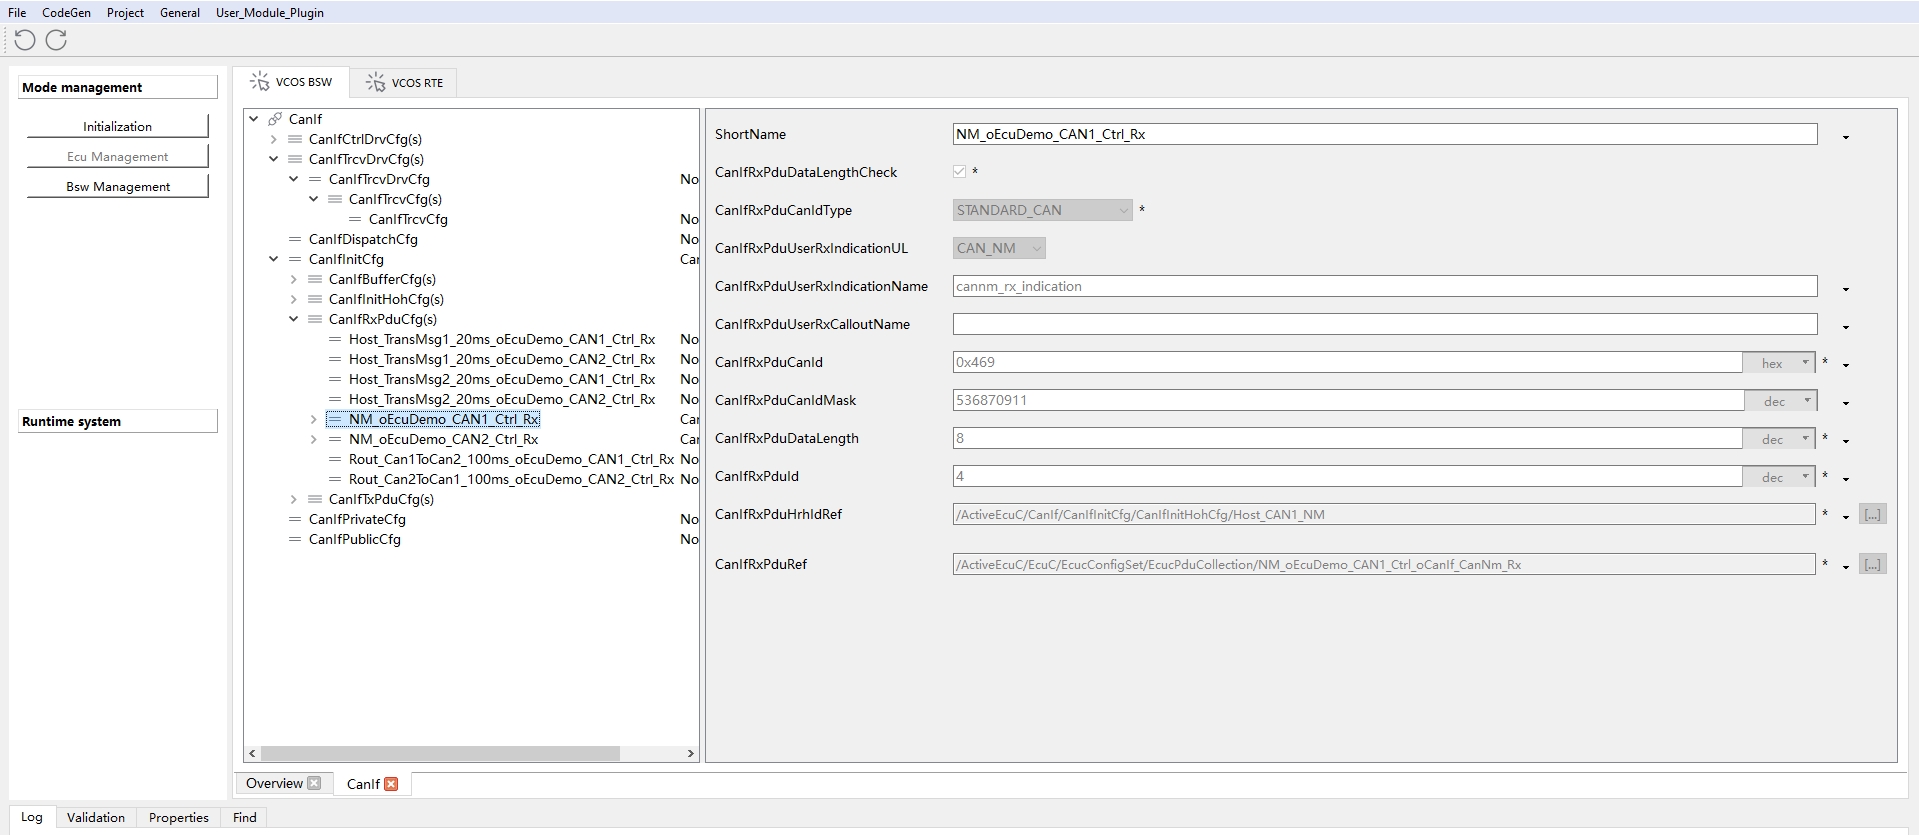 File CodeGen Project General User_Module_Plugin
Mode management
Initialization
Ecu Management
Bsw Management
Runtime system
VCOS BSW VCOS RTE
CanIf
CanIfCtrlDrvCfg(s)
CanIfTrcvDrvCfg(s)
CanIfTrcvDrvCfg No
CanIfTrcvCfg(s)
CanIfTrcvCfg No
CanIfDispatchCfg No
CanIfInitCfg Car
CanIfBufferCfg(s)
CanIfInitHohCfg(s)
CanIfRxPduCfg(s)
Host_TransMsg1_20ms_oEcuDemo_CAN1_Ctrl_Rx No
Host_TransMsg1_20ms_oEcuDemo_CAN2_Ctrl_Rx No
Host_TransMsg2_20ms_oEcuDemo_CAN1_Ctrl_Rx No
Host_TransMsg2_20ms_oEcuDemo_CAN2_Ctrl_Rx No
NM_oEcuDemo_CAN1_Ctrl_Rx Car
NM_oEcuDemo_CAN2_Ctrl_Rx Car
Rout_Can1ToCan2_100ms_oEcuDemo_CAN1_Ctrl_Rx No
Rout_Can2ToCan1_100ms_oEcuDemo_CAN2_Ctrl_Rx No
CanIfTxPduCfg(s)
CanIfPrivateCfg No
CanIfPublicCfg No
ShortName NM_oEcuDemo_CAN1_Ctrl_Rx
CanIfRxPduDataLengthCheck *
CanIfRxPduCanIdType STANDARD_CAN *
CanIfRxPduUserRxIndicationUL CAN_NM
CanIfRxPduUserRxIndicationName cannm_rx_indication
CanIfRxPduUserRxCalloutName
CanIfRxPduCanId 0x469 hex *
CanIfRxPduCanIdMask 536870911 dec
CanIfRxPduDataLength 8 dec *
CanIfRxPduId 4 dec *
CanIfRxPduHrhIdRef /ActiveEcuC/CanIf/CanIfInitCfg/CanIfInitHohCfg/Host_CAN1_NM * [...]
CanIfRxPduRef /ActiveEcuC/EcuC/EcucConfigSet/EcucPduCollection/NM_oEcuDemo_CAN1_Ctrl_oCanIf_CanNm_Rx * [...]
Overview CanIf
Log Validation Properties Find